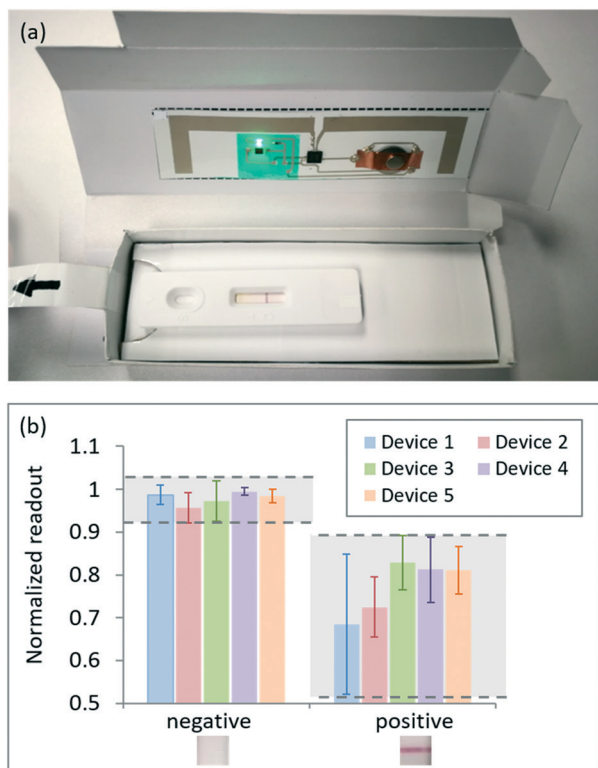 (a)
(b)
Normalized readout
1.1
1
0.9
0.8
0.7
0.6
0.5
Device 1
Device 2
Device 3
Device 4
Device 5
negative
positive